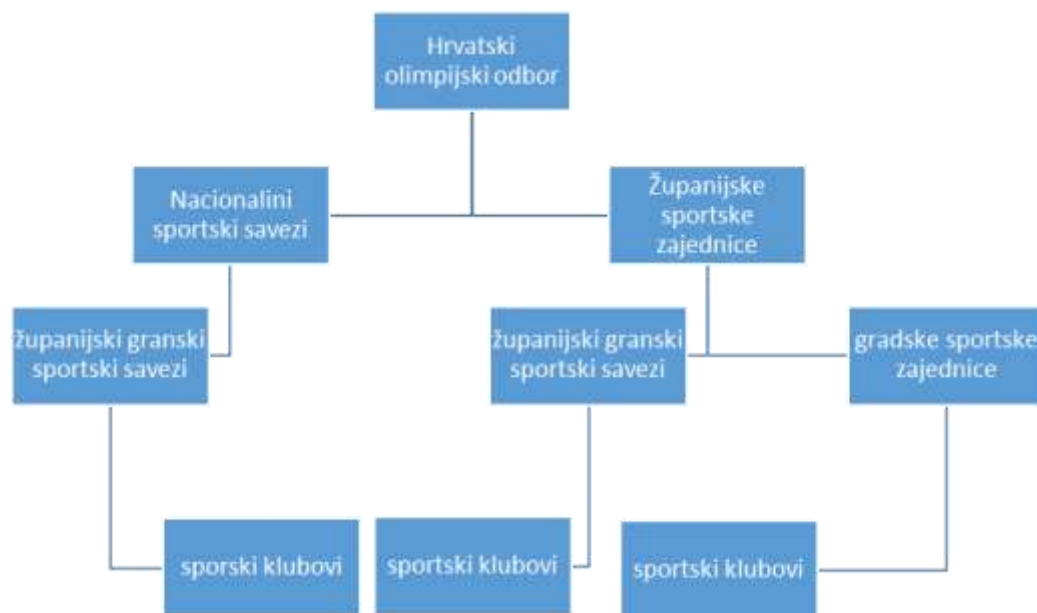 Hrvatski
olimpijski odbor
Nacionalini
sportski savezi
Županijske
sportske
zajednice
županijski granski
sportski savezi
županijski granski
sportski savezi
gradske sportske
zajednice
sporski klubovi
sportski klubovi
sportski klubovi